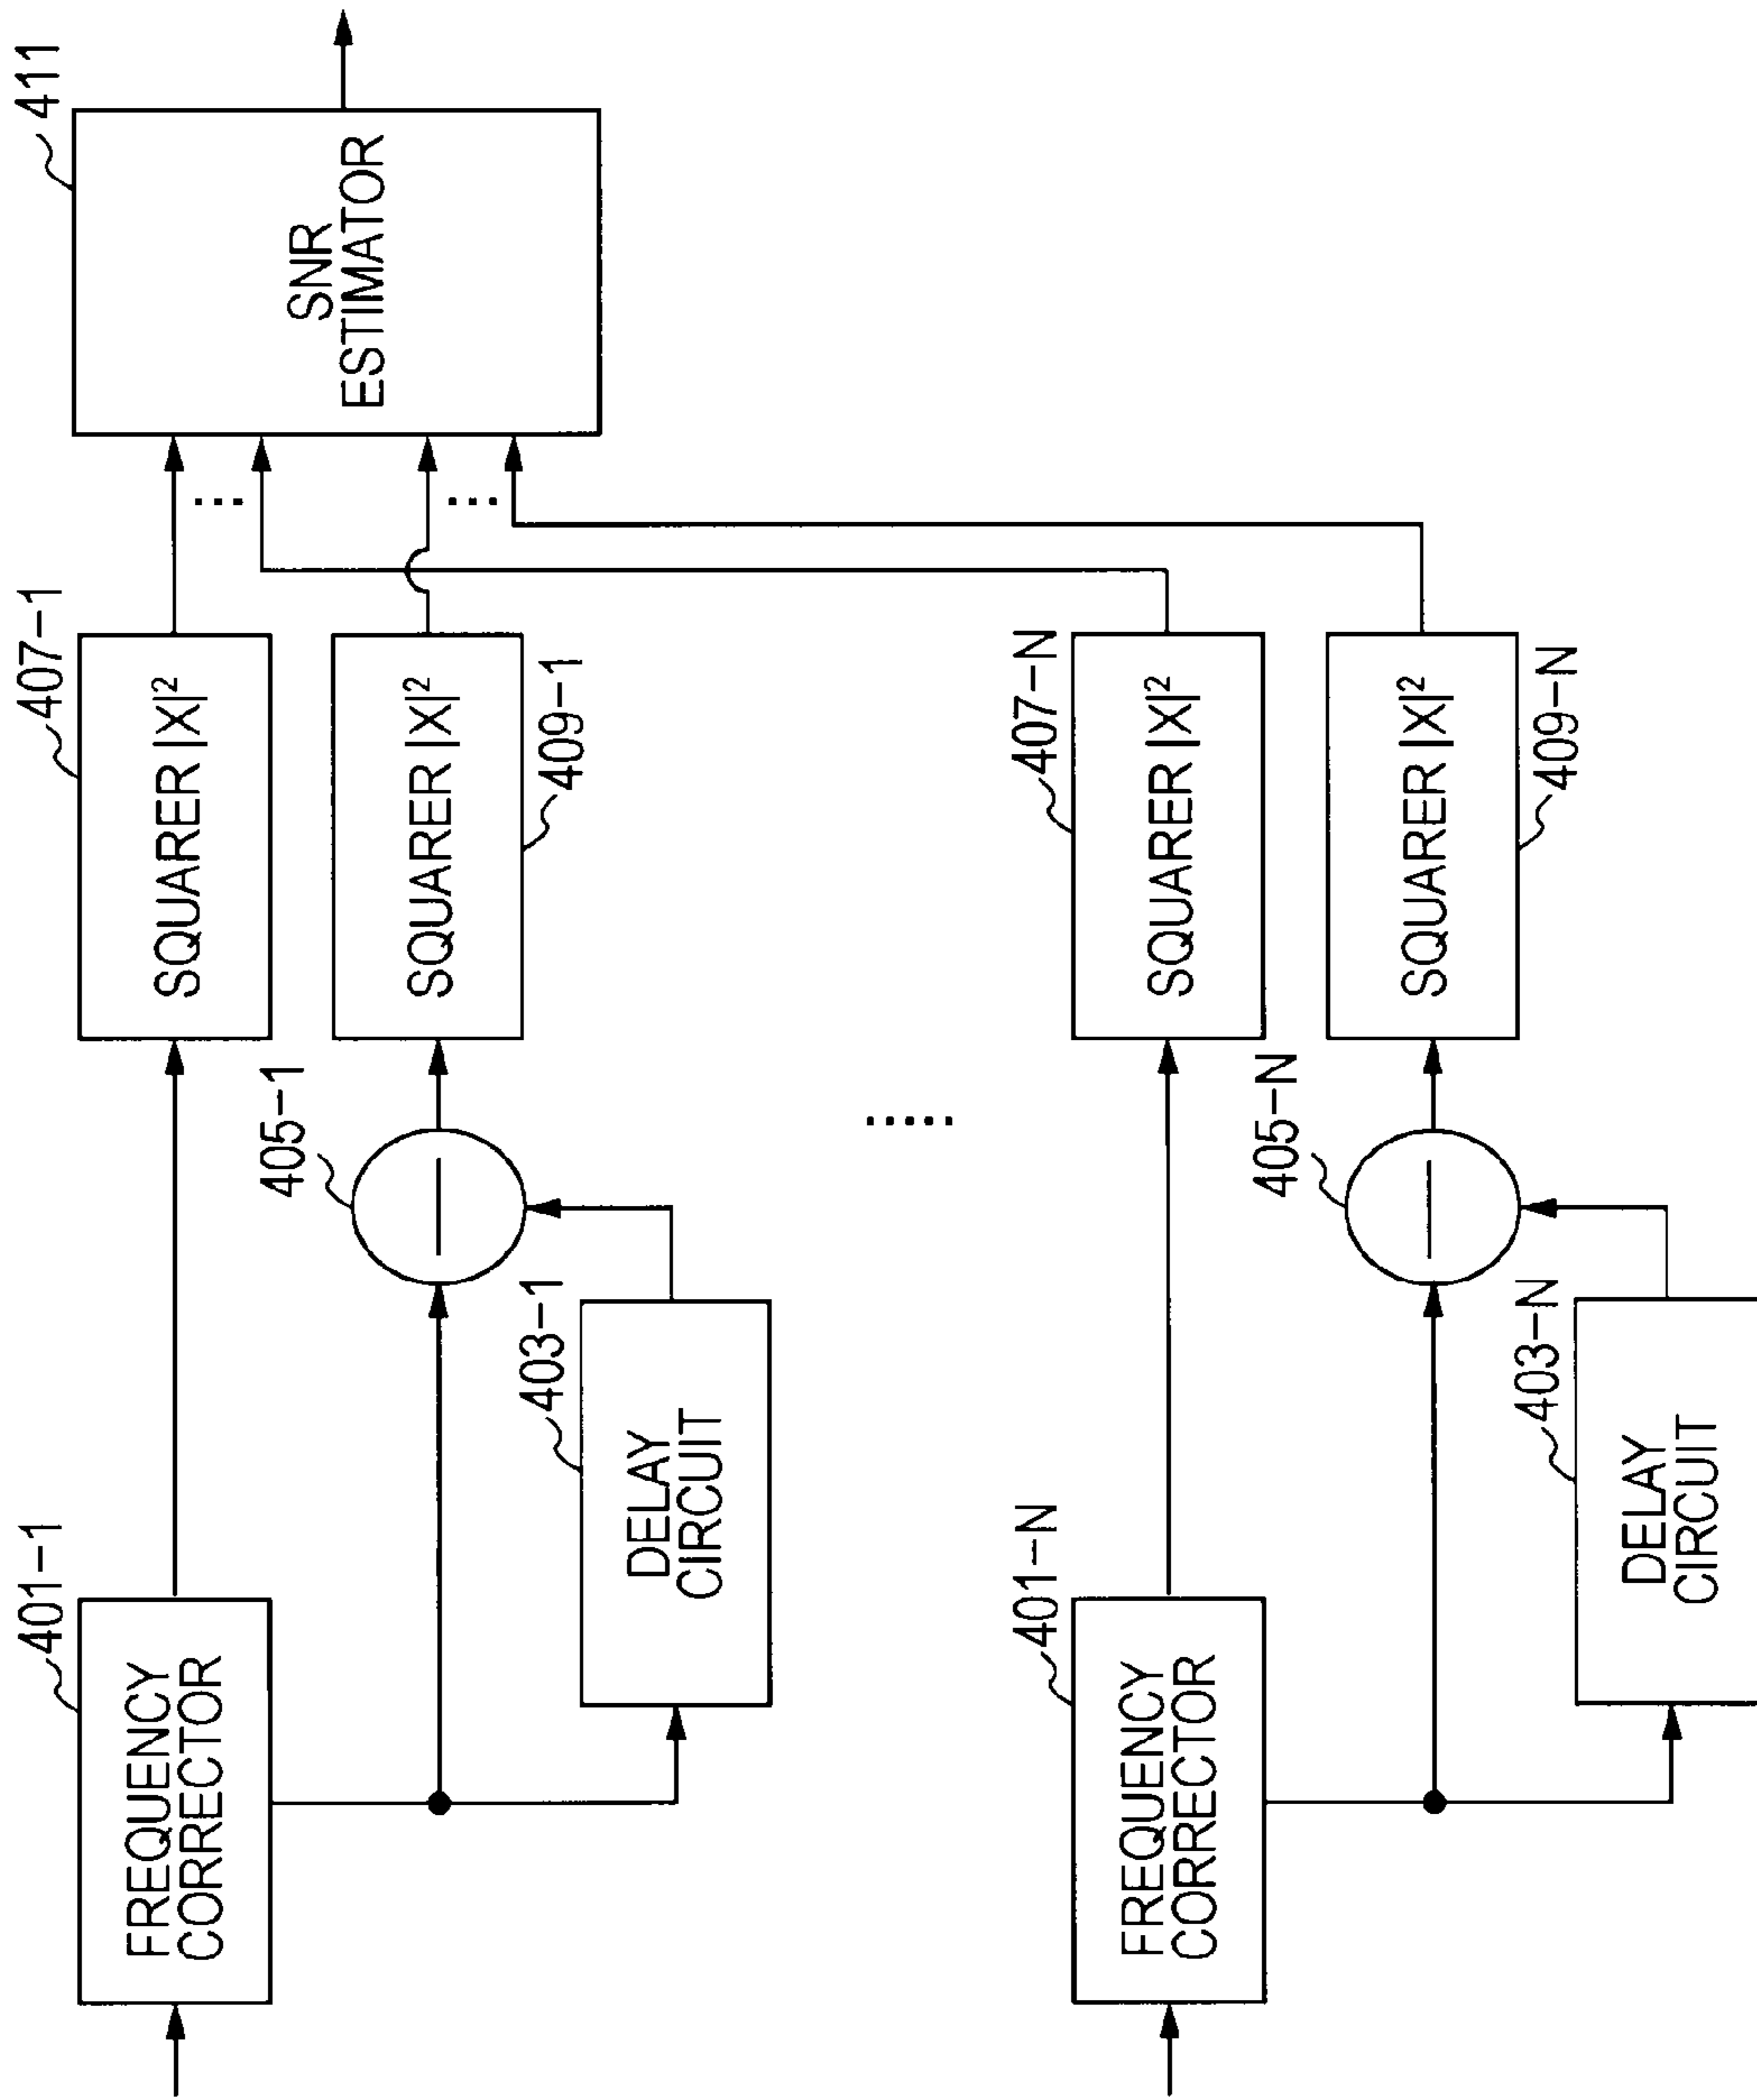 401-1
FREQUENCY
CORRECTOR
403-1
DELAY
CIRCUIT
405-1
—
407-1
SQUARER |X|²
SQUARER |X|²
409-1
411
SNR
ESTIMATOR
...
...
.....
401-N
FREQUENCY
CORRECTOR
403-N
DELAY
CIRCUIT
405-N
—
407-N
SQUARER |X|²
SQUARER |X|²
409-N